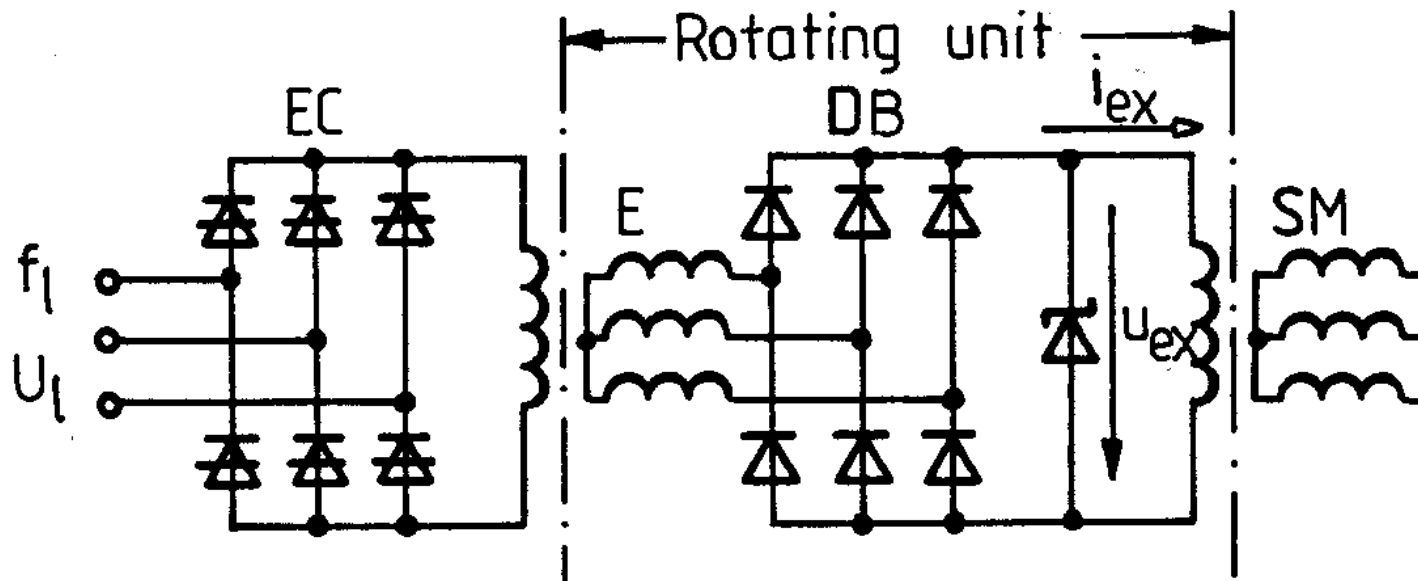 Rotating unit
EC
DB
i_ex
E
SM
f_l
U_l
u_ex